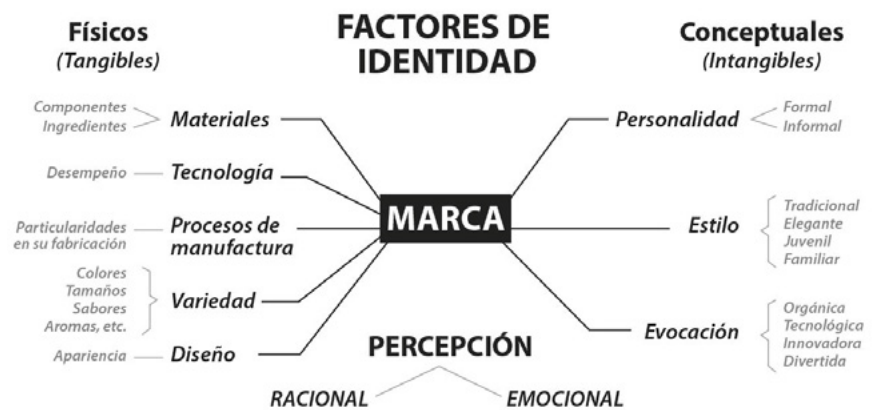 FACTORES DE
IDENTIDAD
Físicos
(Tangibles)
Componentes
Ingredientes
Materiales
Desempeño
Tecnología
Particularidades
en su fabricación
Procesos de
manufactura
Colores
Tamaños
Sabores
Aromas, etc.
Variedad
Apariencia
Diseño
MARCA
Conceptuales
(Intangibles)
Personalidad
Formal
Informal
Estilo
Tradicional
Elegante
Juvenil
Familiar
Evocación
Orgánica
Tecnológica
Innovadora
Divertida
PERCEPCIÓN
RACIONAL
EMOCIONAL